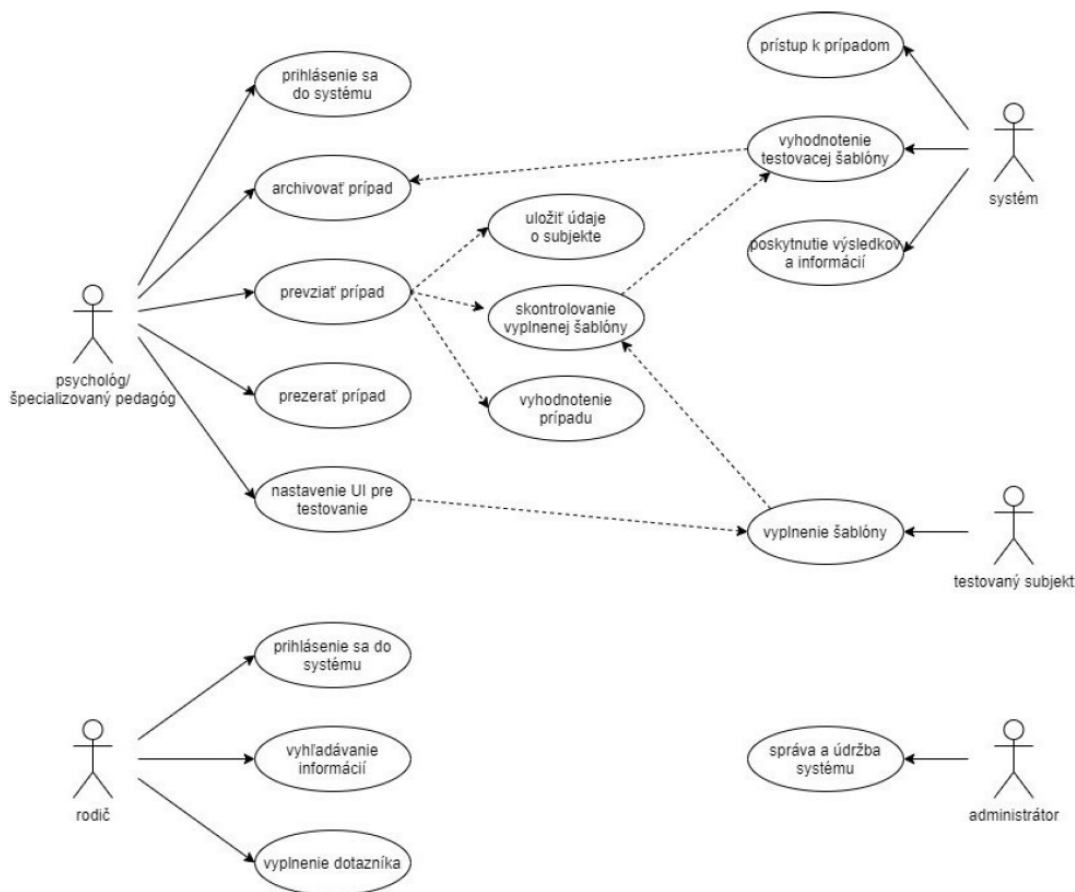 prístup k prípadom
prihlásenie sa
do systému
vyhodnotenie
testovacej šablóny
systém
archivovať prípad
uložiť údaje
o subjekte
poskytnutie výsledkov
a informácií
prevziať prípad
skontrolovanie
vyplnenej šablóny
psychológ/
špecializovaný pedagóg
prezerať prípad
vyhodnotenie
prípadu
nastavenie UI pre
testovanie
vyplnenie šablóny
testovaný subjekt
prihlásenie sa do
systému
vyhľadávanie
informácií
správa a údržba
systému
rodič
administrátor
vyplnenie dotazníka